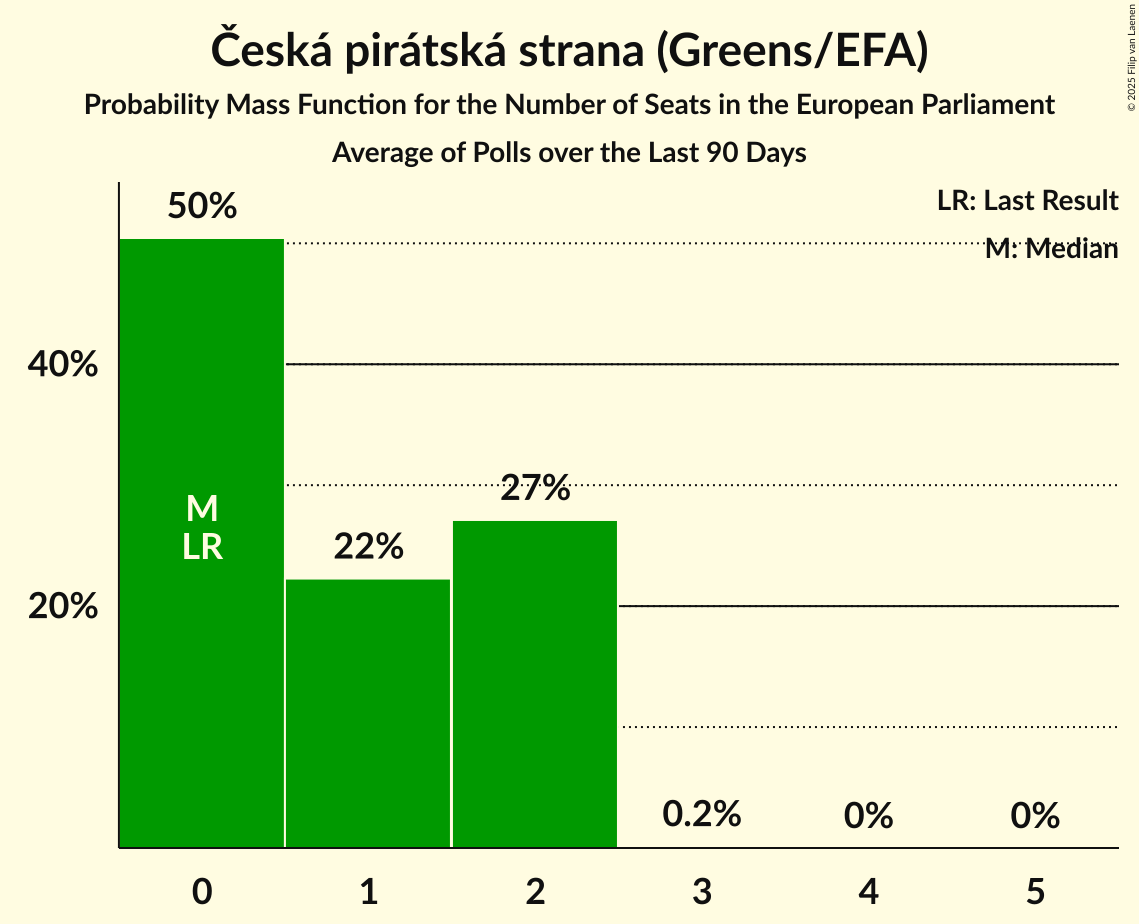 Česká pirátská strana (Greens/EFA)
Probability Mass Function for the Number of Seats in the European Parliament
Average of Polls over the Last 90 Days
© 2025 Filip van Laenen
LR: Last Result
M: Median
50%
40%
27%
M
LR
22%
20%
0.2%
0%
0%
0
1
2
3
4
5